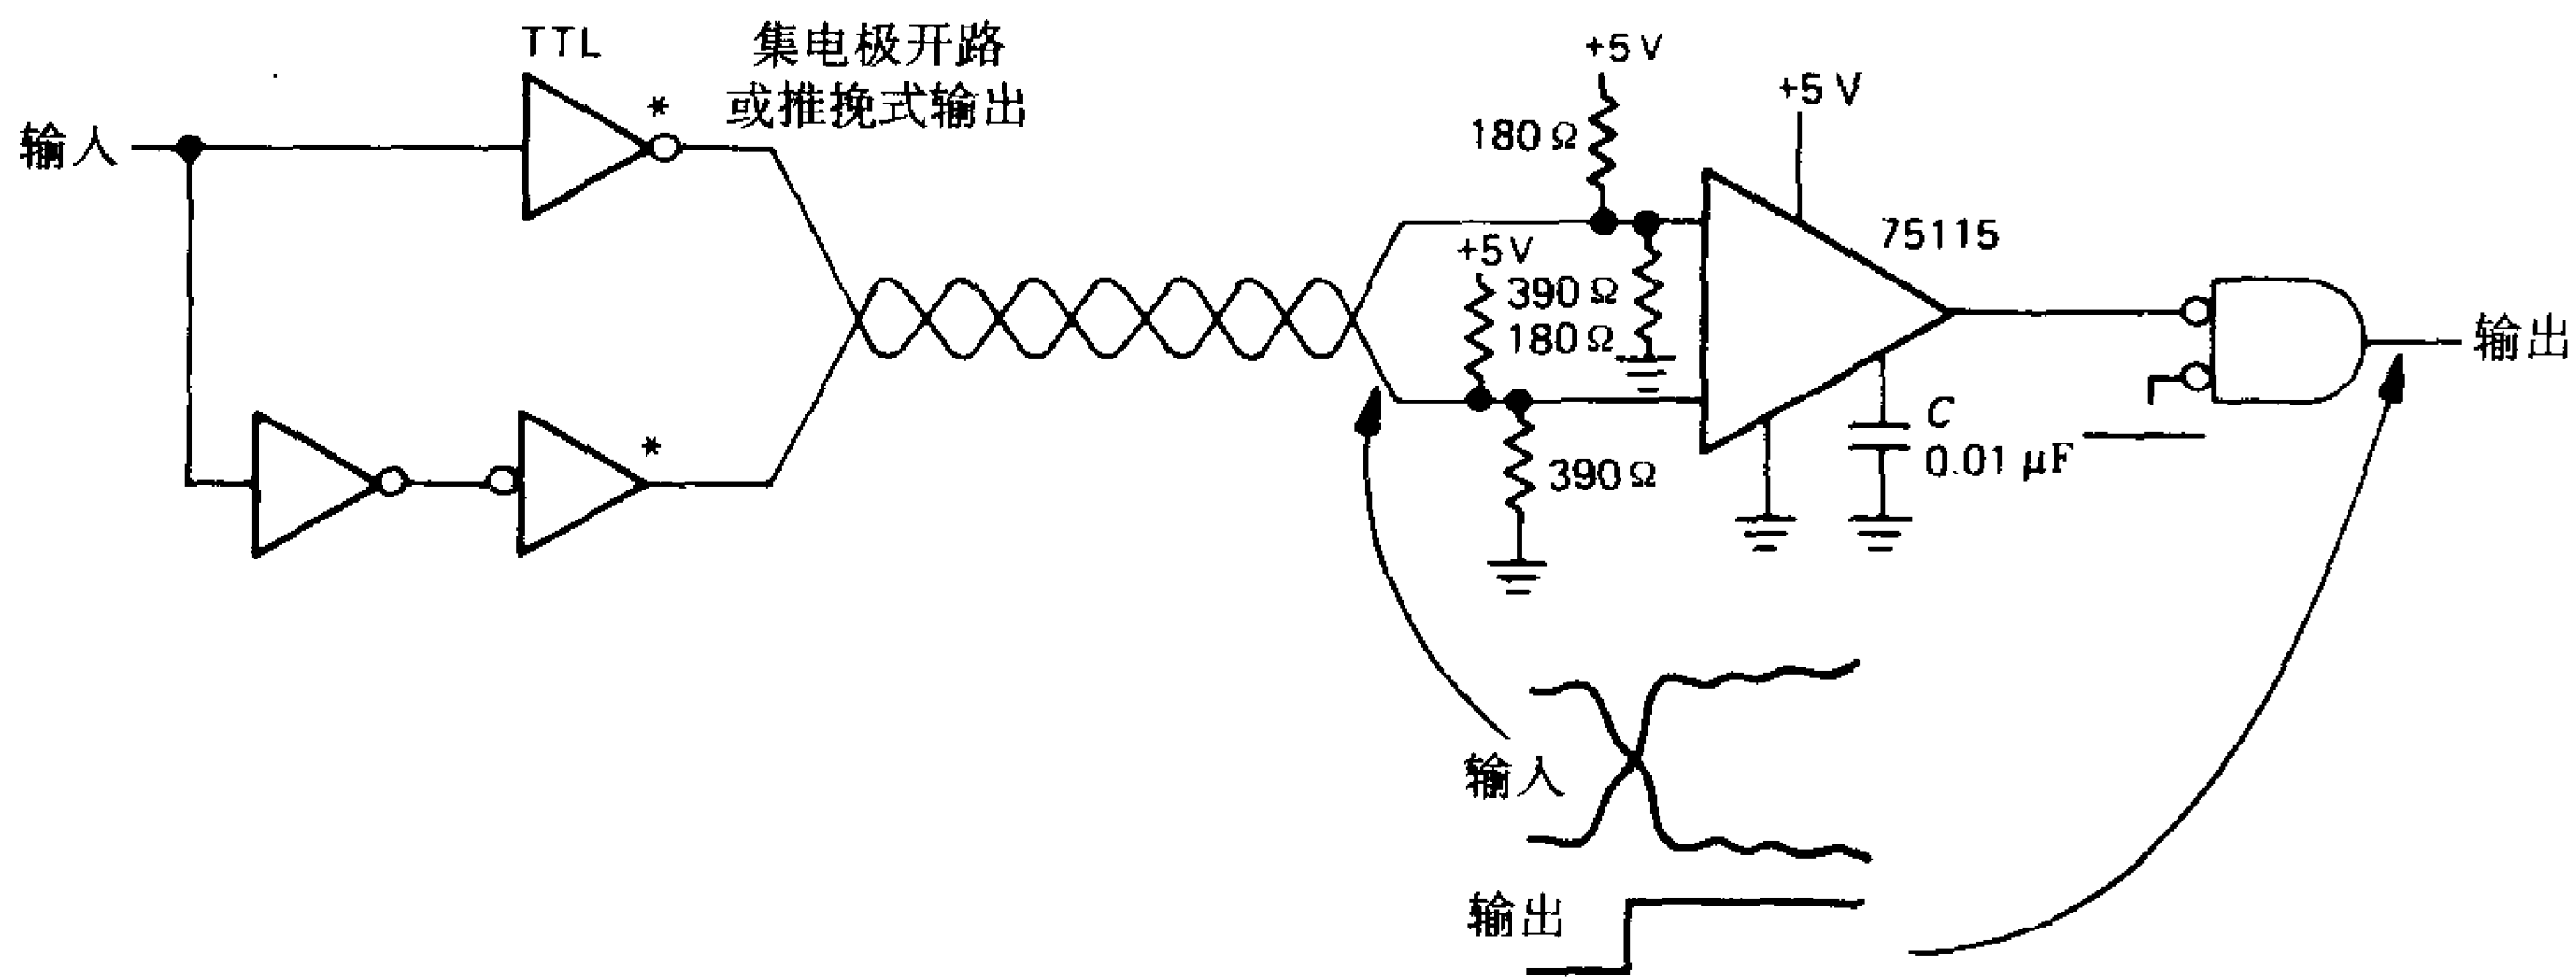 TTL
集电极开路
或推挽式输出
*
输入
*
+5 V
180 Ω
+5 V
75115
+5 V
390 Ω
180 Ω
390 Ω
C
0.01 μF
输出
输入
输出